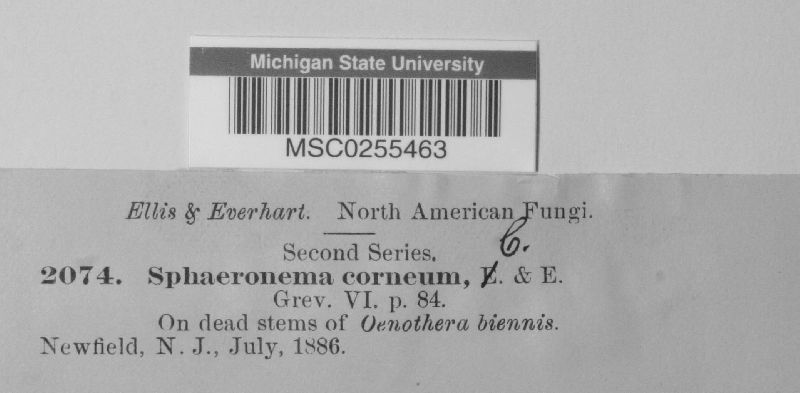 Michigan State University
MSC0255463
Ellis & Everhart. North American Fungi.
Second Series.
C.
2074. Sphaeronema corneum, E. & E.
Grev. VI. p. 84.
On dead stems of Oenothera biennis.
Newfield, N. J., July, 1886.